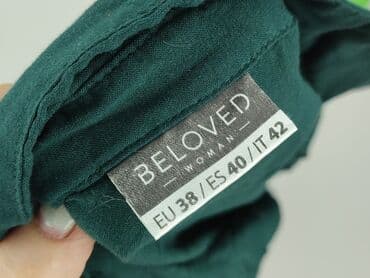 BELOVED
— WOMAN —
EU 38 / ES 40 / IT 42